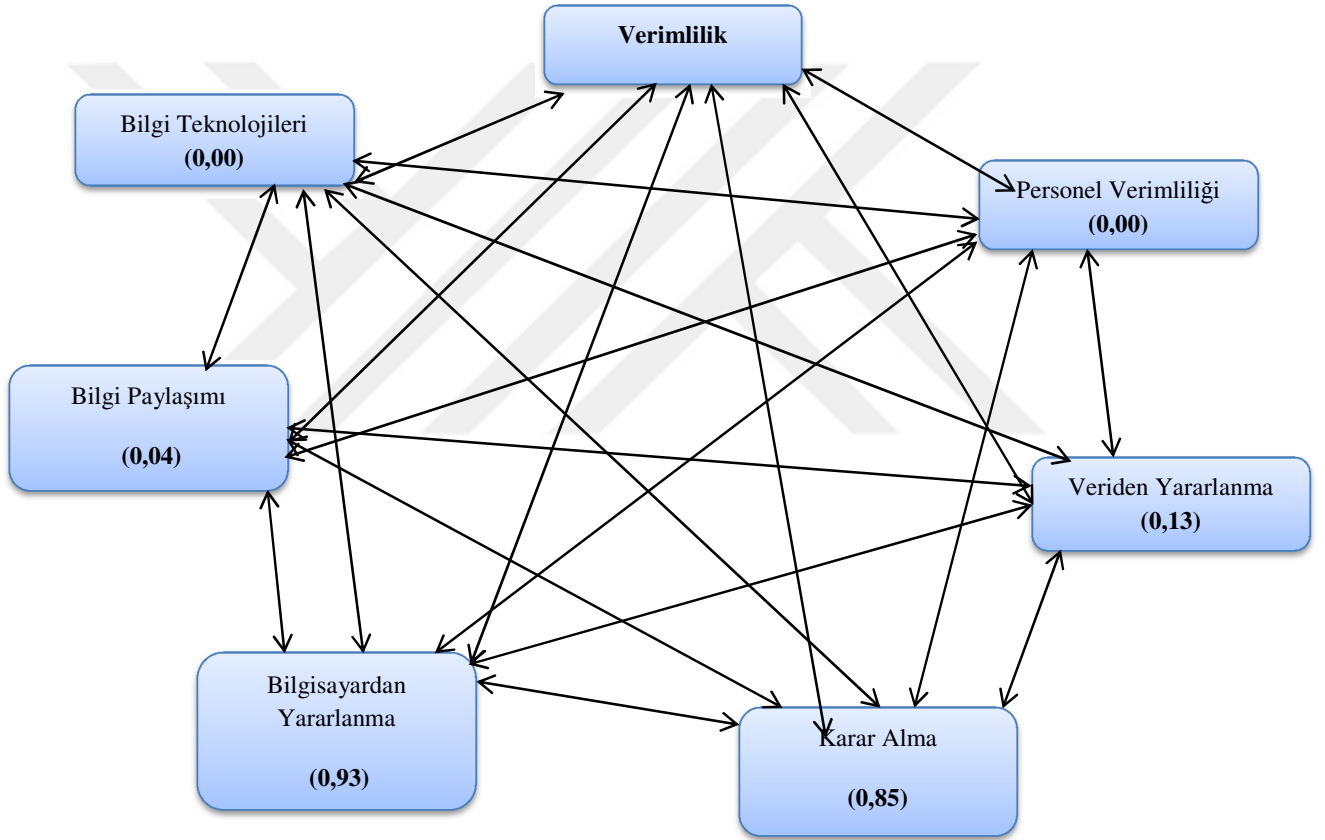 Verimlilik
Bilgi Teknolojileri
(0,00)
Personel Verimliliği
(0,00)
Bilgi Paylaşımı
(0,04)
Veriden Yararlanma
(0,13)
Bilgisayardan
Yararlanma
(0,93)
Karar Alma
(0,85)